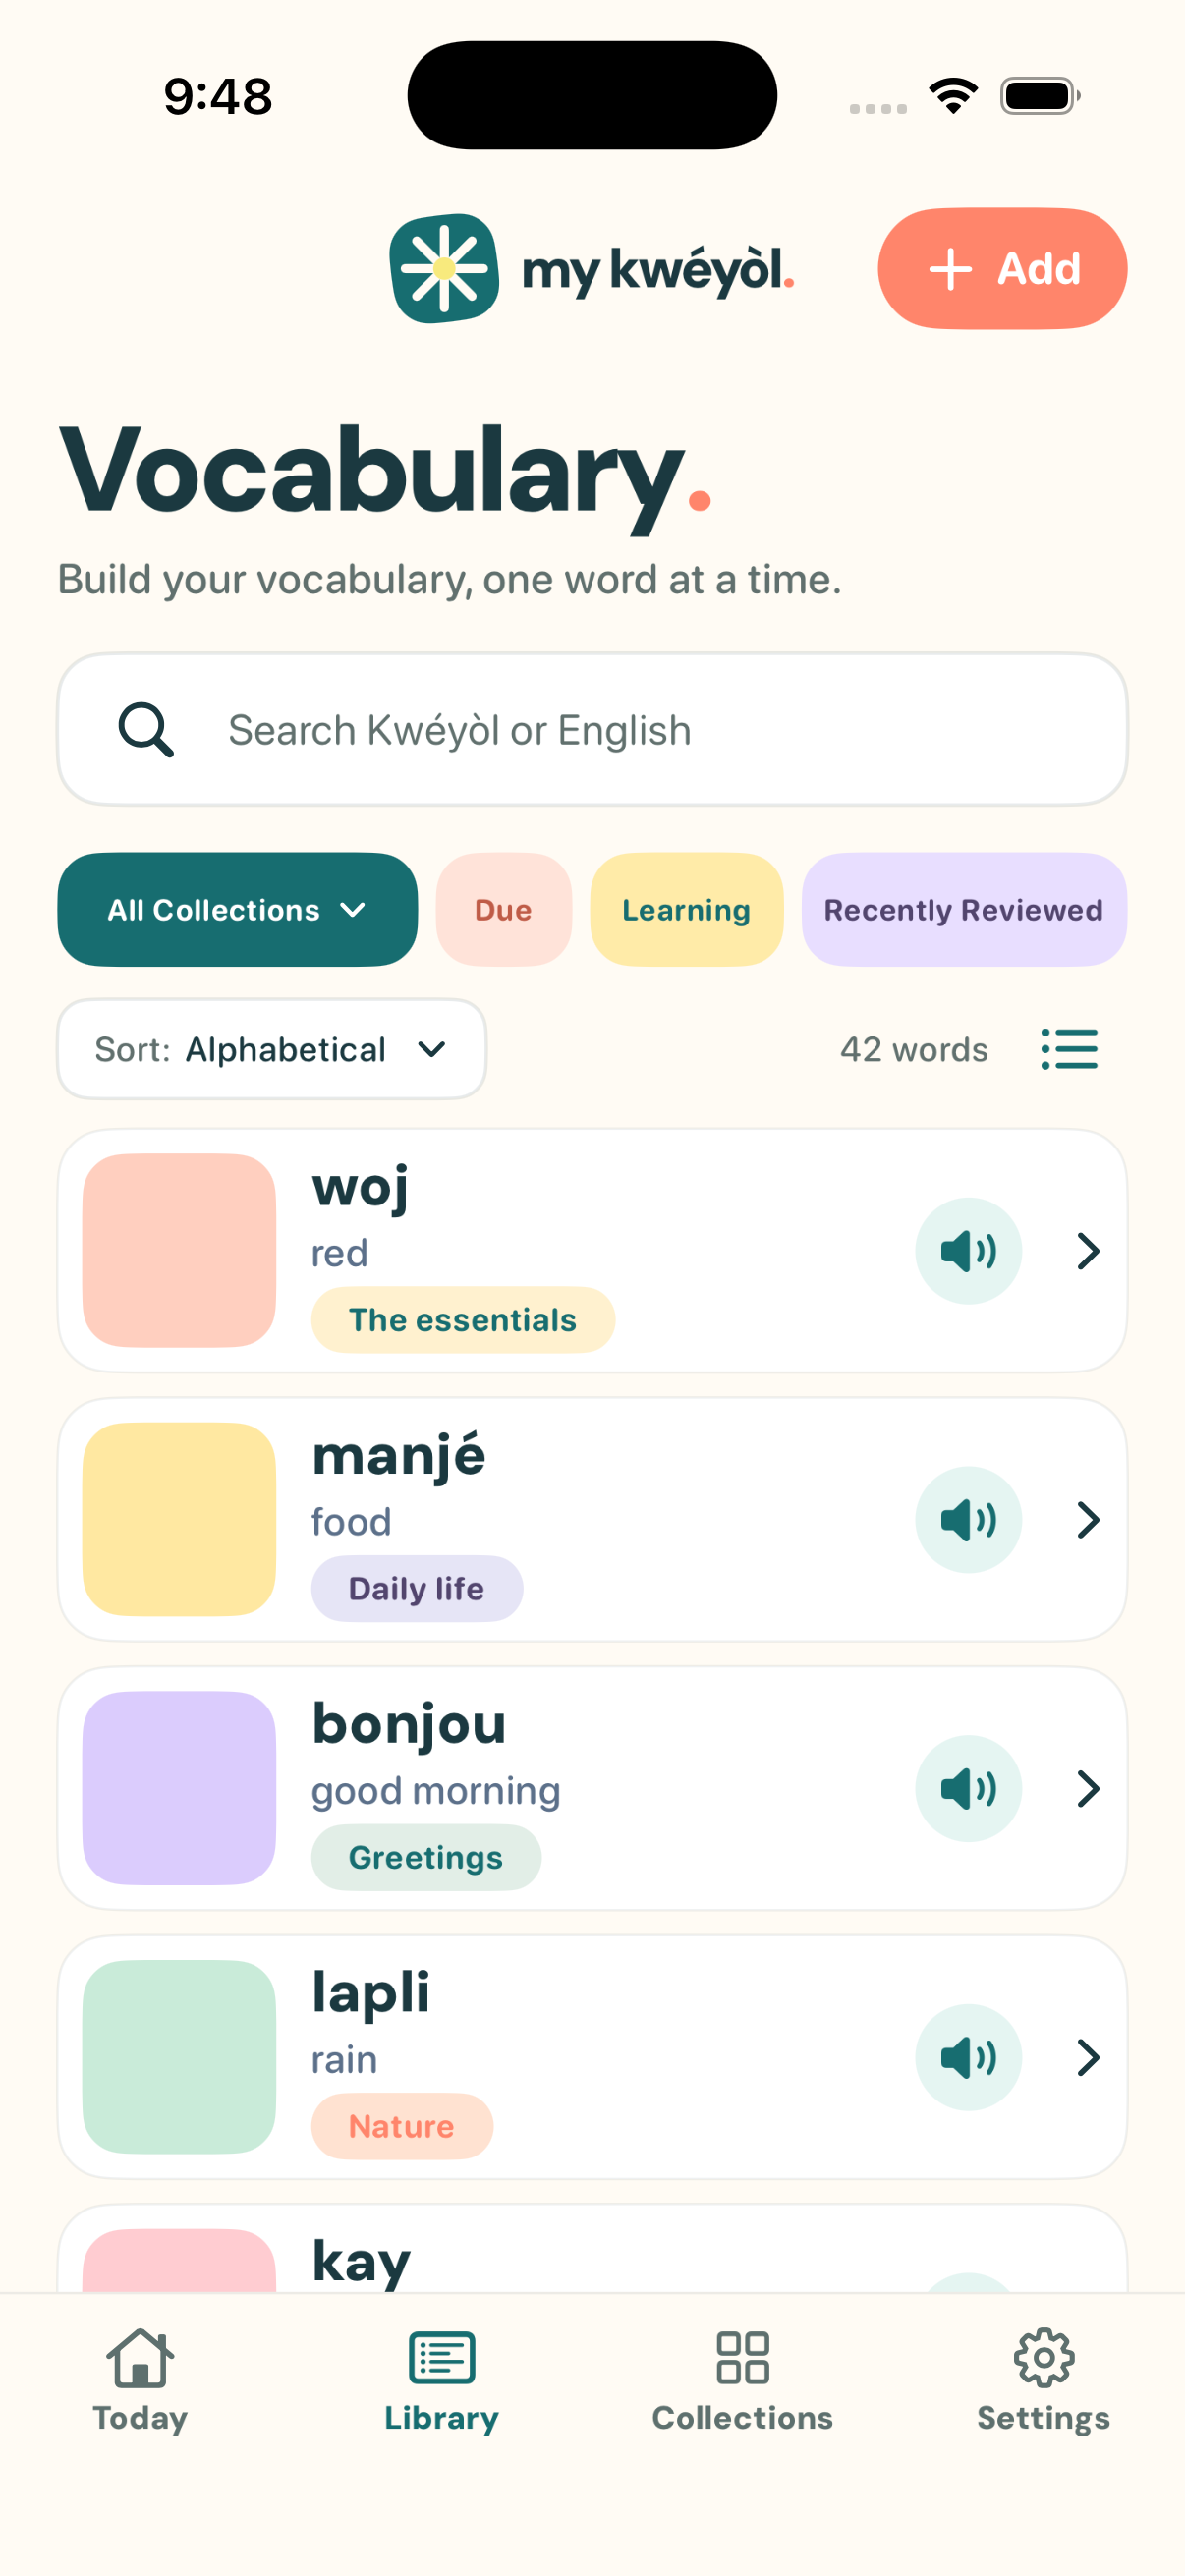 9:48
my kwéyòl.
Add
Vocabulary.
Build your vocabulary, one word at a time.
Search Kwéyòl or English
All Collections
Due
Learning
Recently Reviewed
Sort: Alphabetical
42 words
woj
red
The essentials
manjé
food
Daily life
bonjou
good morning
Greetings
lapli
rain
Nature
kay
Today
Library
Collections
Settings